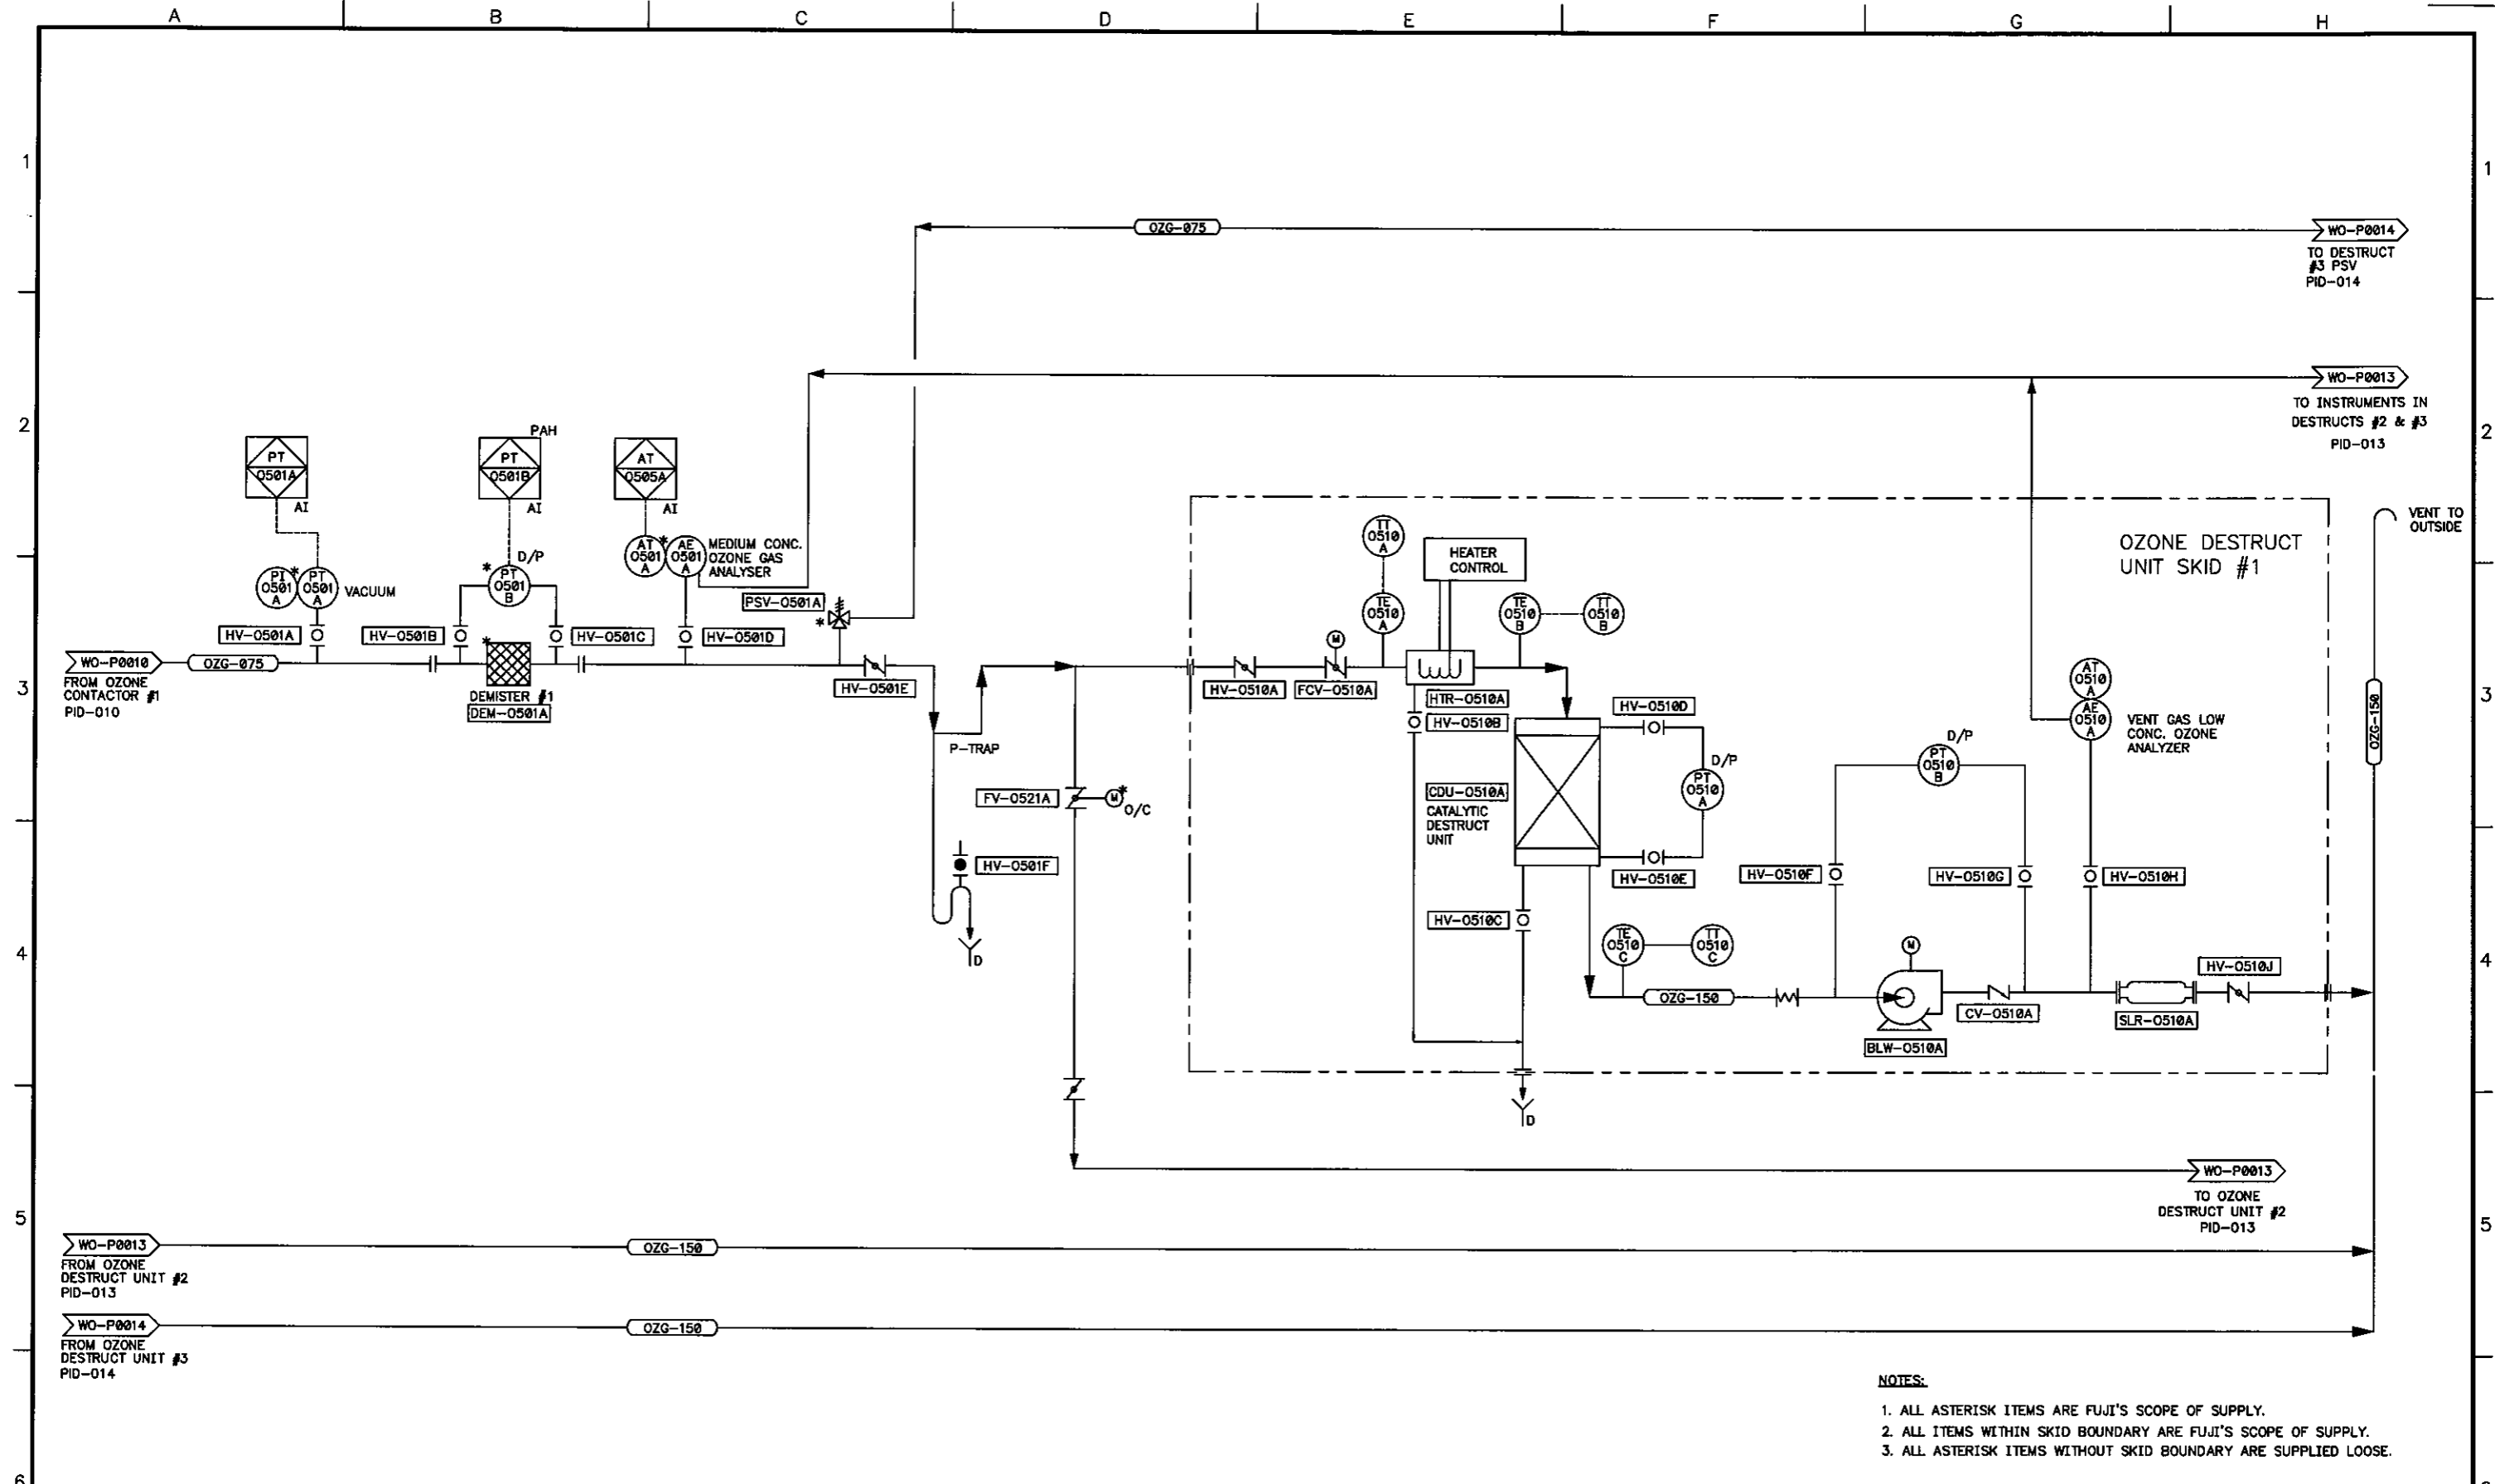 A B C D E F G H
1 1
OZG-075
WO-P0014
TO DESTRUCT
#3 PSV
PID-014
WO-P0013
TO INSTRUMENTS IN
DESTRUCTS #2 & #3
PID-013
2 2
PT
0501A
AI
PAH
PT
0501B
AI
AT
0505A
AI
VENT TO
OUTSIDE
OZONE DESTRUCT
UNIT SKID #1
PI
0501
A
*
PT
0501
A
VACUUM
*
D/P
PT
0501
B
AT
0501
A
*
AE
0501
A
MEDIUM CONC.
OZONE GAS
ANALYSER
PSV-0501A
*
TT
0510
A
HEATER
CONTROL
TE
0510
A
TE
0510
B
TT
0510
B
HV-0501A
HV-0501B
*
HV-0501C
HV-0501D
M
WO-P0010
FROM OZONE
CONTACTOR #1
PID-010
OZG-075
DEMISTER #1
DEM-0501A
HV-0501E
P-TRAP
HV-0510A
FCV-0510A
HTR-0510A
HV-0510B
HV-0510D
3 3
AT
0510
A
AE
0510
A
VENT GAS LOW
CONC. OZONE
ANALYZER
OZG-150
D/P
PT
0510
B
D/P
PT
0510
A
FV-0521A
M
*
O/C
CDU-0510A
CATALYTIC
DESTRUCT
UNIT
HV-0501F
HV-0510E
HV-0510F
HV-0510G
HV-0510H
HV-0510C
D
TE
0510
C
TT
0510
C
4 4
M
HV-0510J
OZG-150
CV-0510A
SLR-0510A
BLW-0510A
D
WO-P0013
TO OZONE
DESTRUCT UNIT #2
PID-013
5 5
WO-P0013
FROM OZONE
DESTRUCT UNIT #2
PID-013
OZG-150
WO-P0014
FROM OZONE
DESTRUCT UNIT #3
PID-014
OZG-150
NOTES:
1. ALL ASTERISK ITEMS ARE FUJI'S SCOPE OF SUPPLY.
2. ALL ITEMS WITHIN SKID BOUNDARY ARE FUJI'S SCOPE OF SUPPLY.
3. ALL ASTERISK ITEMS WITHOUT SKID BOUNDARY ARE SUPPLIED LOOSE.
6